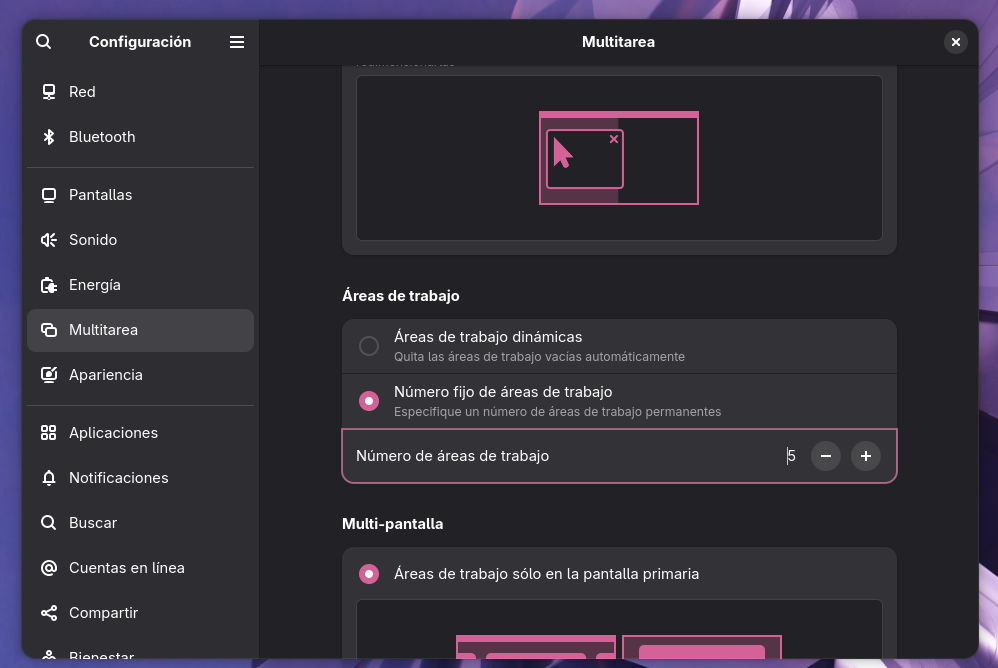 Configuración
Multitarea
Red
Bluetooth
Pantallas
Sonido
Energía
Multitarea
Apariencia
Aplicaciones
Notificaciones
Buscar
Cuentas en línea
Compartir
Bienestar
Áreas de trabajo
Áreas de trabajo dinámicas
Quita las áreas de trabajo vacías automáticamente
Número fijo de áreas de trabajo
Especifique un número de áreas de trabajo permanentes
Número de áreas de trabajo 5
Multi-pantalla
Áreas de trabajo sólo en la pantalla primaria